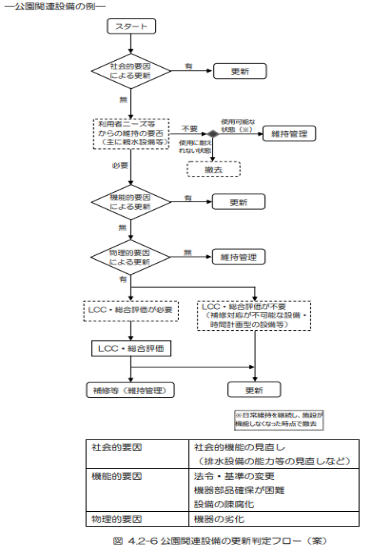 ―公園関連設備の例―
スタート
社会的要因
による更新
有
更新
無
利用者ニーズ等
からの維持の要否
(主に親水設備等)
不要
使用可能な
状態（※）
維持管理
使用に耐え
れない状態
撤去
必要
機能的要因
による更新
有
更新
無
物理的要因
による更新
無
維持管理
有
LCC・総合評価が必要
LCC・総合評価が不要
（補修対応が不可能な設備・
時間計画型の設備等）
LCC・総合評価
補修等（維持管理）
更新
※日常維持を継続し、施設が
機能しなくなった時点で撤去
社会的要因
社会的機能の見直し
（排水設備の能力等の見直しなど）
機能的要因
法令・基準の変更
機器部品確保が困難
設備の陳腐化
物理的要因
機器の劣化
図 4.2-6 公園関連設備の更新判定フロー（案）